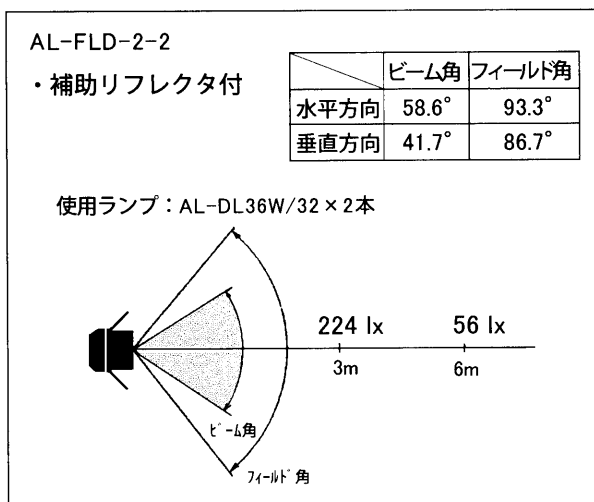 AL-FLD-2-2
・補助リフレクタ付
ビーム角 フィールド角
水平方向 58.6° 93.3°
垂直方向 41.7° 86.7°
使用ランプ：AL-DL36W/32×2本
224 lx 56 lx
3m 6m
ビーム角
フィールド角